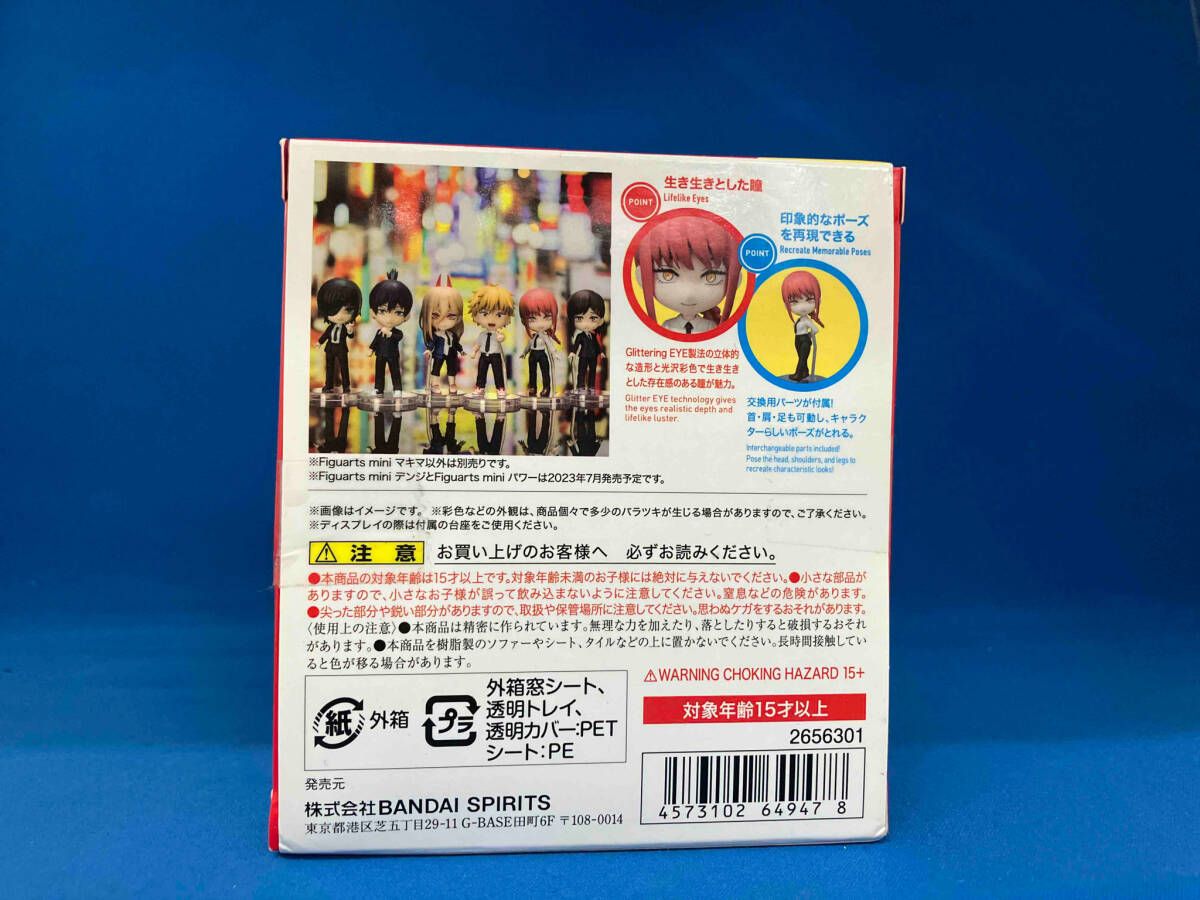 POINT
生き生きとした瞳
Lifelike Eyes
POINT
印象的なポーズ
を再現できる
Recreate Memorable Poses
Glittering EYE製法の立体的
な造形と光沢彩色で生き生き
とした存在感のある瞳が魅力。
Glitter EYE technology gives
the eyes realistic depth and
lifelike luster.
交換用パーツが付属!
首・肩・足も可動し、キャラク
ターらしいポーズがとれる。
Interchangeable parts included!
Pose the head, shoulders, and legs to
recreate characteristic looks!
※Figuarts mini マキマ以外は別売りです。
※Figuarts mini デンジとFiguarts mini パワーは2023年7月発売予定です。
※画像はイメージです。 ※彩色などの外観は、商品個々で多少のバラツキが生じる場合がありますので、ご了承ください。
※ディスプレイの際は付属の台座をご使用ください。
注 意 お買い上げのお客様へ 必ずお読みください。
●本商品の対象年齢は15才以上です。対象年齢未満のお子様には絶対に与えないでください。●小さな部品が
ありますので、小さなお子様が誤って飲み込まないように注意してください。窒息などの危険があります。
●尖った部分や鋭い部分がありますので、取扱や保管場所に注意してください。思わぬケガをするおそれがあります。
〈使用上の注意〉●本商品は精密に作られています。無理な力を加えたり、落としたりすると破損するおそれ
があります。●本商品を樹脂製のソファーやシート、タイルなどの上に置かないでください。長時間接触してい
ると色が移る場合があります。
紙 外箱
プラ
外箱窓シート、
透明トレイ、
透明カバー:PET
シート:PE
⚠WARNING CHOKING HAZARD 15+
対象年齢15才以上
2656301
4573102 64947 8
発売元
株式会社BANDAI SPIRITS
東京都港区芝五丁目29-11 G-BASE田町6F 〒108-0014